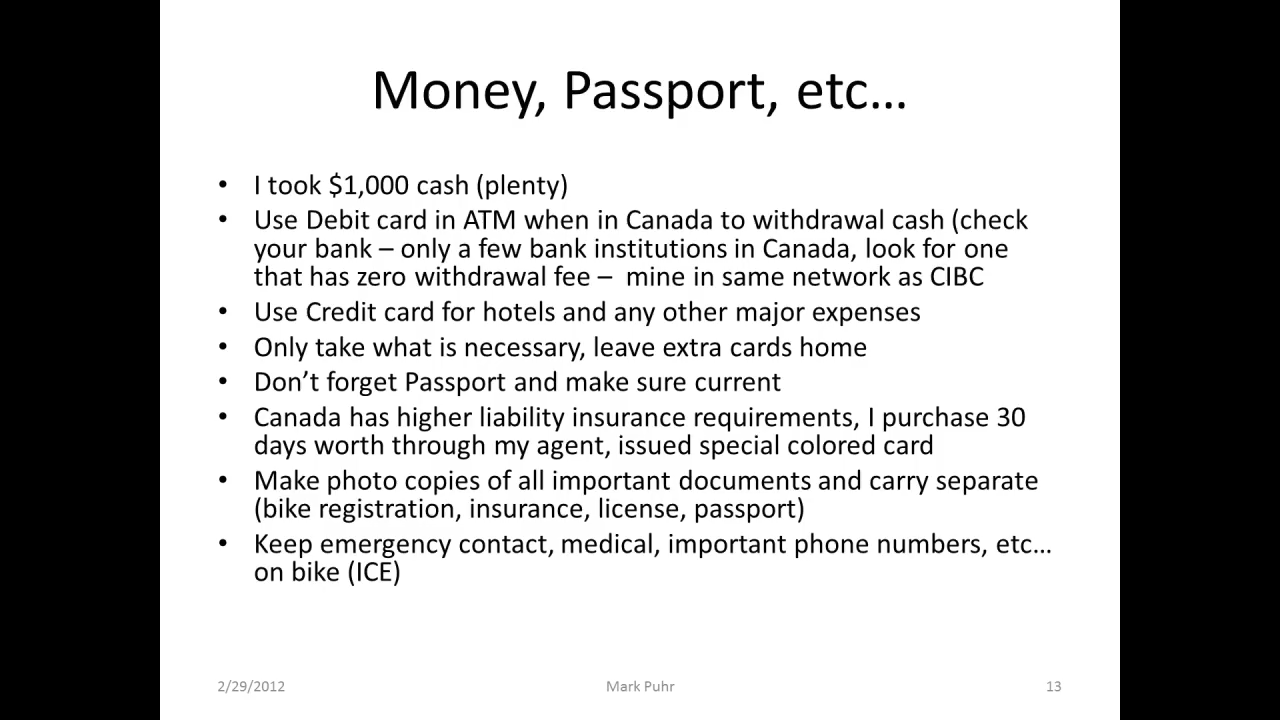 Money, Passport, etc…
• I took $1,000 cash (plenty)
• Use Debit card in ATM when in Canada to withdrawal cash (check
your bank – only a few bank institutions in Canada, look for one
that has zero withdrawal fee –  mine in same network as CIBC
• Use Credit card for hotels and any other major expenses
• Only take what is necessary, leave extra cards home
• Don’t forget Passport and make sure current
• Canada has higher liability insurance requirements, I purchase 30
days worth through my agent, issued special colored card
• Make photo copies of all important documents and carry separate
(bike registration, insurance, license, passport)
• Keep emergency contact, medical, important phone numbers, etc…
on bike (ICE)
2/29/2012 Mark Puhr 13